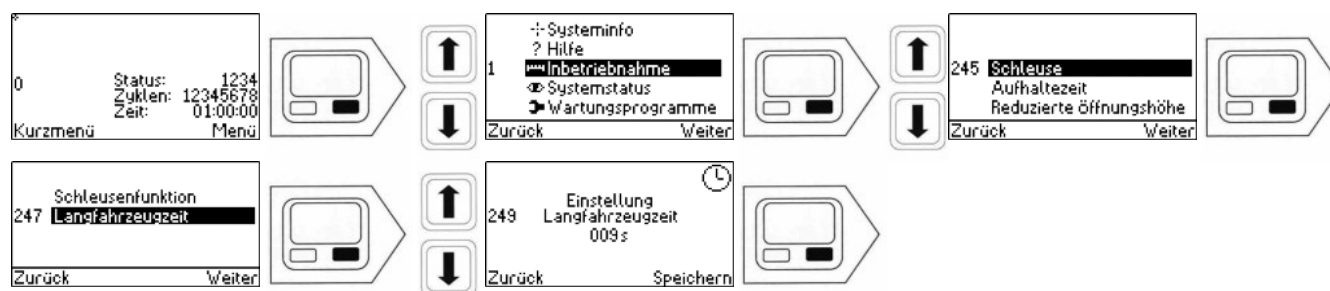 *
0
Status: 1234
Zyklen: 12345678
Zeit: 01:00:00
Kurzmenü Menü
Systeminfo
? Hilfe
1 Inbetriebnahme
Systemstatus
Wartungsprogramme
Zurück Weiter
245 Schleuse
Aufhaltezeit
Reduzierte öffnungshöhe
Zurück Weiter
Schleusenfunktion
247 Langfahrzeugzeit
Zurück Weiter
Einstellung
249 Langfahrzeugzeit
009s
Zurück Speichern